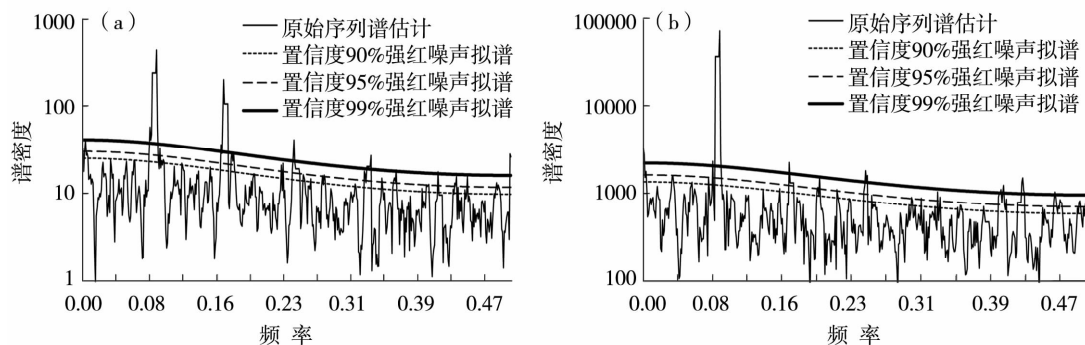 (a)
原始序列谱估计
置信度90%强红噪声拟谱
置信度95%强红噪声拟谱
置信度99%强红噪声拟谱
1000
100
10
1
谱密度
0.00 0.08 0.16 0.23 0.31 0.39 0.47
频 率
(b)
原始序列谱估计
置信度90%强红噪声拟谱
置信度95%强红噪声拟谱
置信度99%强红噪声拟谱
100000
10000
1000
100
谱密度
0.00 0.08 0.16 0.23 0.31 0.39 0.47
频 率